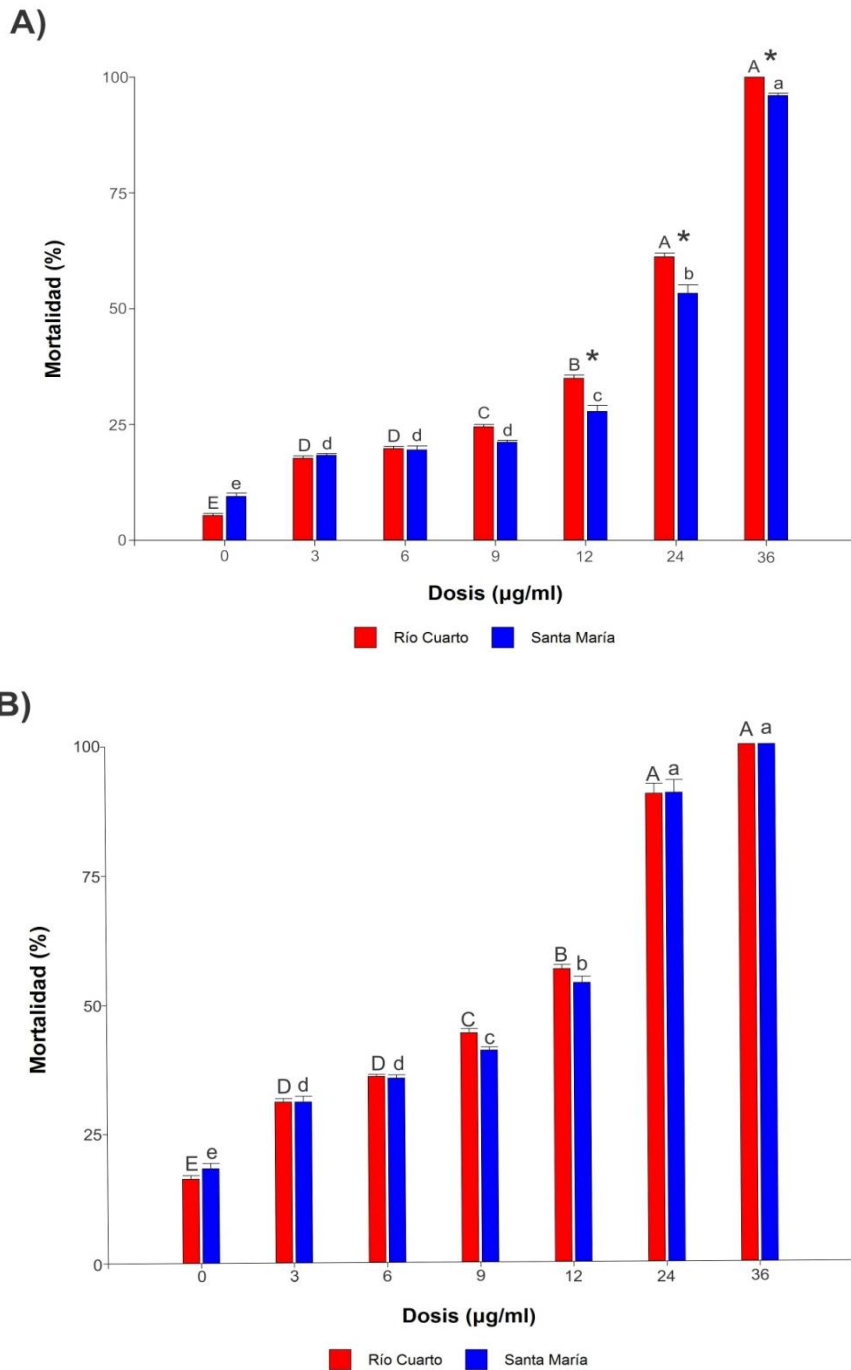 A)
A * a
100
75
A * b
50
B * c
C d
D d
D d
25
E e
0
0 3 6 9 12 24 36
Mortalidad (%)
Dosis (µg/ml)
Río Cuarto Santa María
B)
A a
100
A a
75
B b
50
C c
D d
D d
25
E e
0
0 3 6 9 12 24 36
Mortalidad (%)
Dosis (µg/ml)
Río Cuarto Santa María